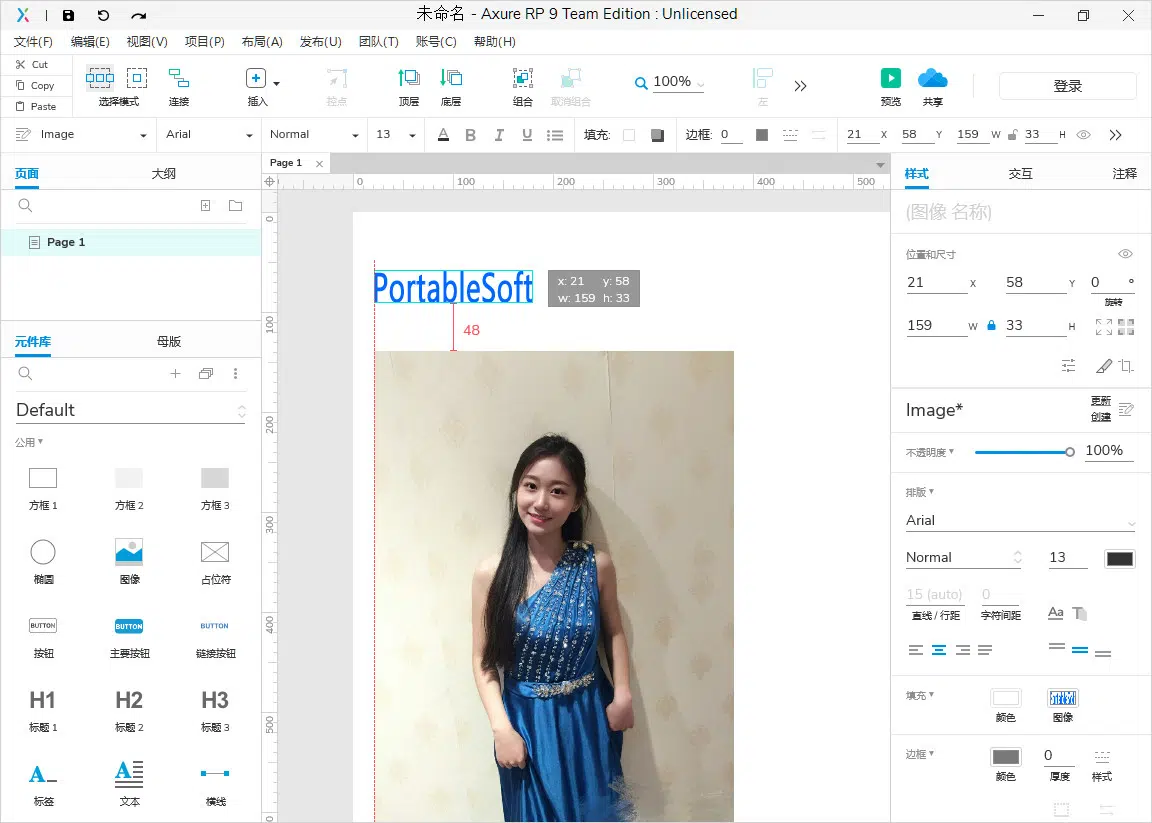 未命名 - Axure RP 9 Team Edition : Unlicensed
文件(F) 编辑(E) 视图(V) 项目(P) 布局(A) 发布(U) 团队(T) 账号(C) 帮助(H)
Cut
Copy
Paste
选择模式 连接 插入 控点 顶层 底层 组合 取消组合 100% 左 预览 共享 登录
Image Arial Normal 13 A B I U 填充: 边框: 0 21 X 58 Y 159 W 33 H
页面 大纲
Page 1
Page 1
0 100 200 300 400 500
0
100
200
300
400
500
0
PortableSoft
x: 21 y: 58
w: 159 h: 33
48
元件库 母版
Default
公用
方框 1 方框 2 方框 3
椭圆 图像 占位符
BUTTON BUTTON BUTTON
按钮 主要按钮 链接按钮
H1 H2 H3
标题 1 标题 2 标题 3
A A
标签 文本 横线
样式 交互 注释
(图像 名称)
位置和尺寸
21 X 58 Y 0 °
旋转
159 W 33 H
Image* 更新
创建
不透明度 100%
排版
Arial
Normal 13
15 (auto) 0
直线 / 行距 字符间距 Aa T
填充
颜色 图像
边框 0
颜色 厚度 样式